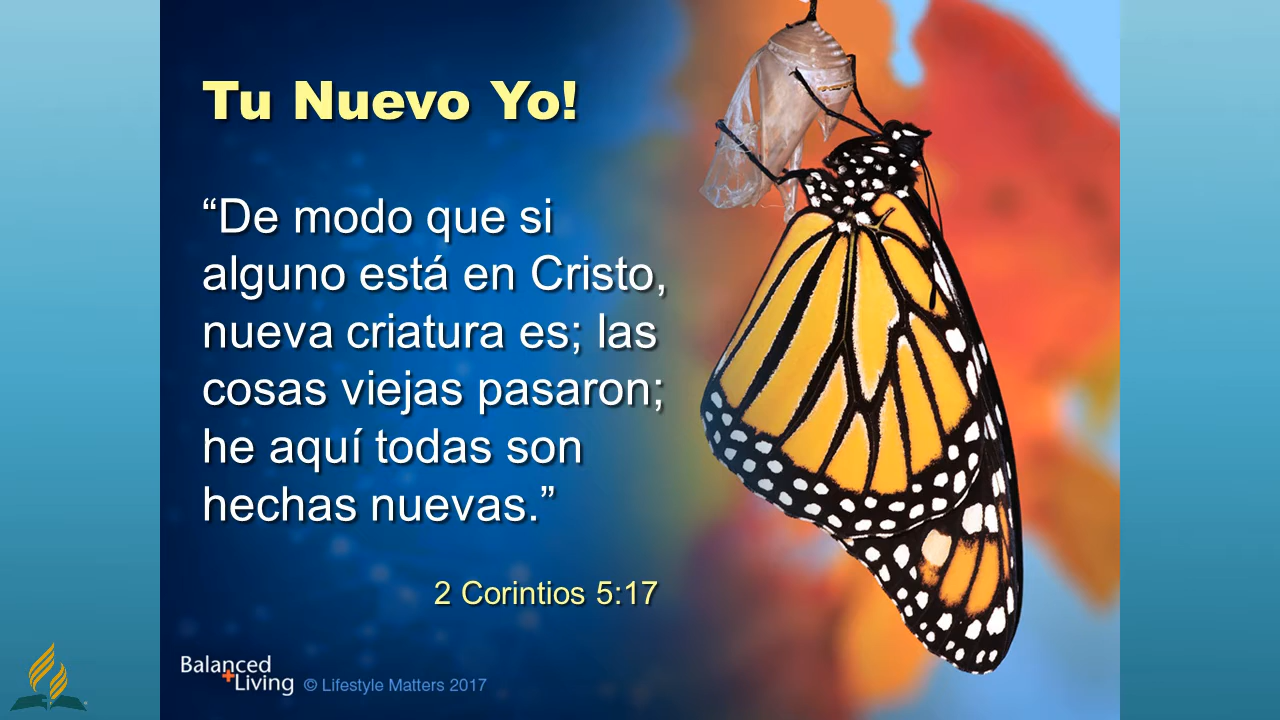 Tu Nuevo Yo!
“De modo que si
alguno está en Cristo,
nueva criatura es; las
cosas viejas pasaron;
he aquí todas son
hechas nuevas.”
2 Corintios 5:17
Balanced
+Living © Lifestyle Matters 2017